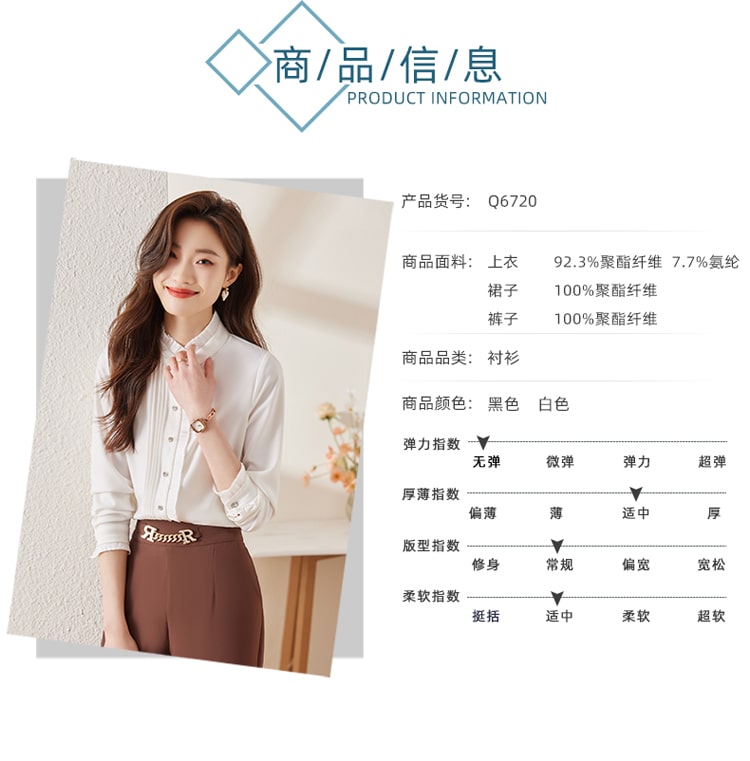 商/品/信/息
PRODUCT INFORMATION
产品货号： Q6720
商品面料： 上衣 92.3%聚酯纤维 7.7%氨纶
裙子 100%聚酯纤维
裤子 100%聚酯纤维
商品品类： 衬衫
商品颜色： 黑色 白色
弹力指数
无弹 微弹 弹力 超弹
厚薄指数
偏薄 薄 适中 厚
版型指数
修身 常规 偏宽 宽松
柔软指数
挺括 适中 柔软 超软